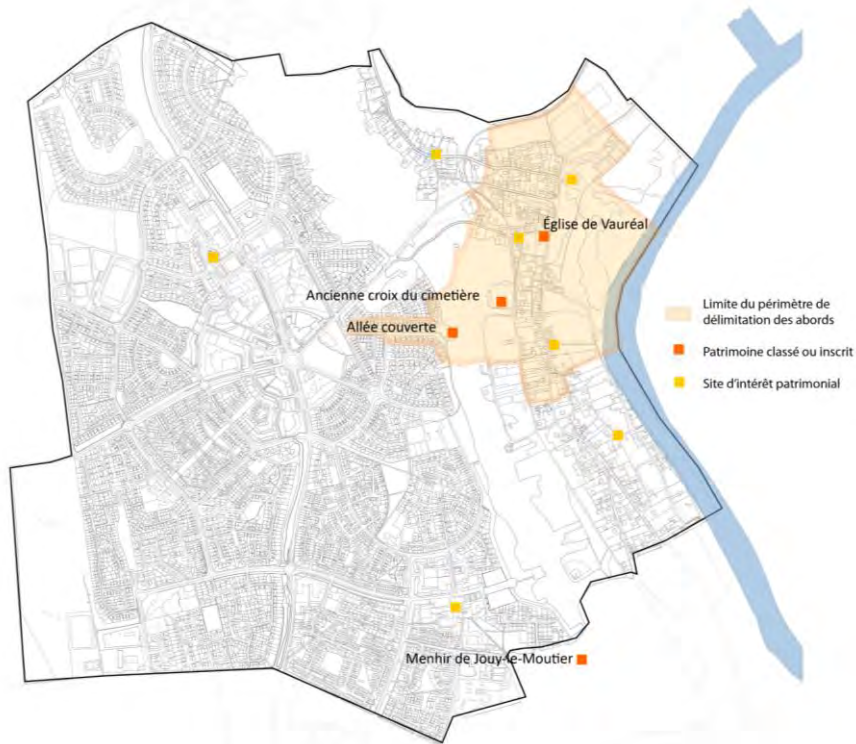 Église de Vauréal
Ancienne croix du cimetière
Allée couverte
Limite du périmètre de
délimitation des abords
Patrimoine classé ou inscrit
Site d'intérêt patrimonial
Menhir de Jouy-le-Moutier